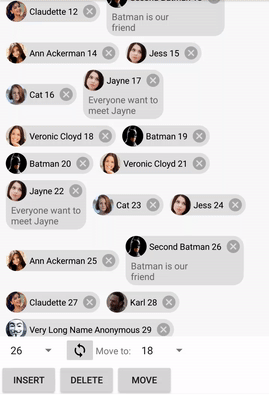 Claudette 12
Second Batman 13
Batman is our
friend
Ann Ackerman 14
Jess 15
Cat 16
Jayne 17
Everyone want to
meet Jayne
Veronic Cloyd 18
Batman 19
Batman 20
Veronic Cloyd 21
Jayne 22
Everyone want to
meet Jayne
Cat 23
Jess 24
Ann Ackerman 25
Second Batman 26
Batman is our
friend
Claudette 27
Karl 28
Very Long Name Anonymous 29
26
Move to:
18
INSERT
DELETE
MOVE